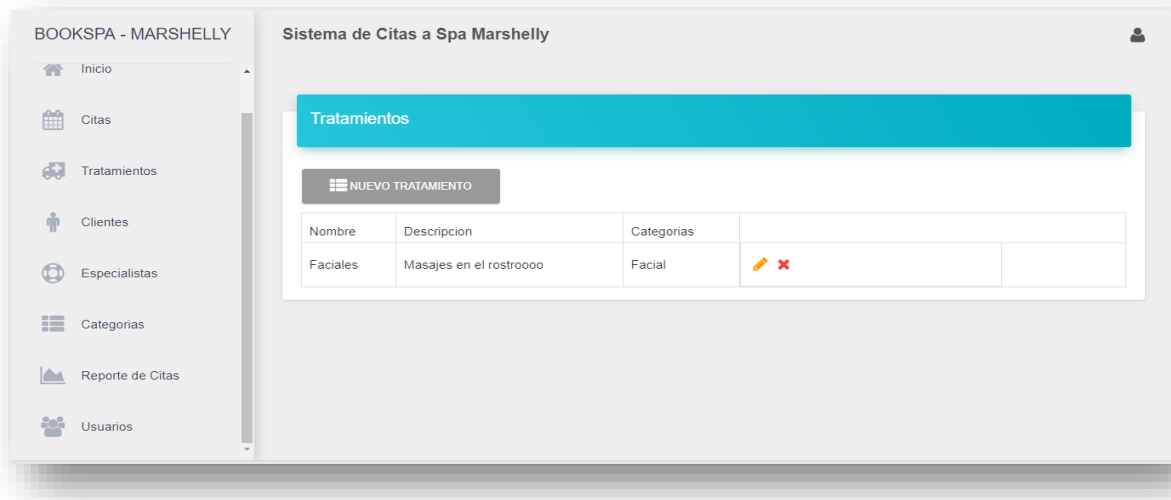 BOOKSPA - MARSHELLY
Inicio
Citas
Tratamientos
Clientes
Especialistas
Categorias
Reporte de Citas
Usuarios
Sistema de Citas a Spa Marshelly
Tratamientos
NUEVO TRATAMIENTO
Nombre Descripcion Categorias
Faciales Masajes en el rostroooo Facial